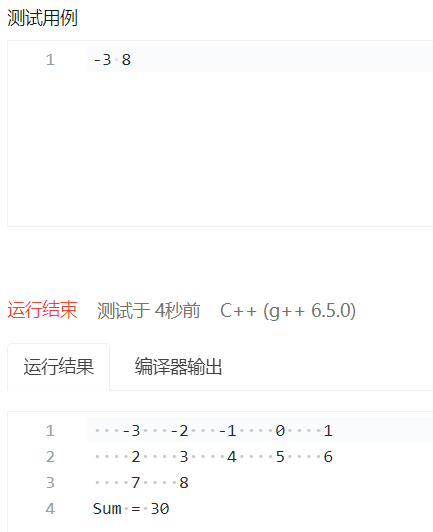 测试用例
1 -3 8
运行结束 测试于 4秒前 C++ (g++ 6.5.0)
运行结果 编译器输出
1    -3   -2   -1    0    1
2     2    3    4    5    6
3     7    8
4 Sum = 30